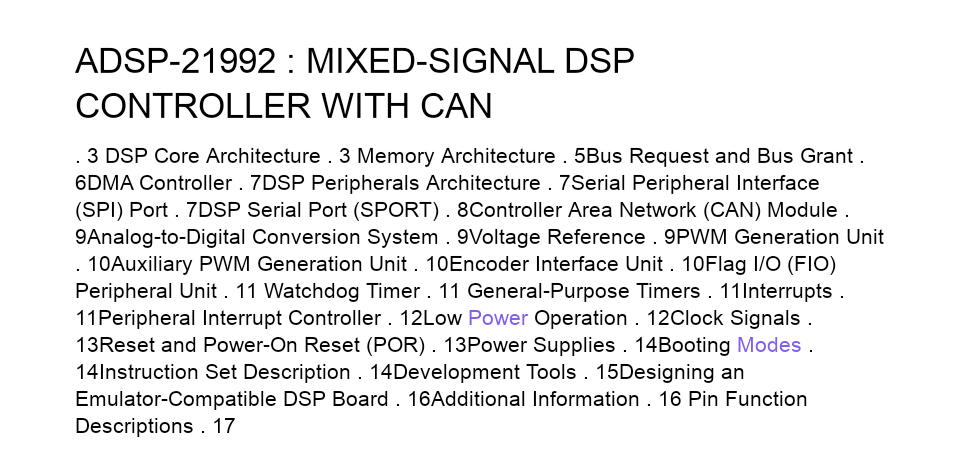 ADSP-21992 : MIXED-SIGNAL DSP
CONTROLLER WITH CAN
. 3 DSP Core Architecture . 3 Memory Architecture . 5Bus Request and Bus Grant .
6DMA Controller . 7DSP Peripherals Architecture . 7Serial Peripheral Interface
(SPI) Port . 7DSP Serial Port (SPORT) . 8Controller Area Network (CAN) Module .
9Analog-to-Digital Conversion System . 9Voltage Reference . 9PWM Generation Unit
. 10Auxiliary PWM Generation Unit . 10Encoder Interface Unit . 10Flag I/O (FIO)
Peripheral Unit . 11 Watchdog Timer . 11 General-Purpose Timers . 11Interrupts .
11Peripheral Interrupt Controller . 12Low Power Operation . 12Clock Signals .
13Reset and Power-On Reset (POR) . 13Power Supplies . 14Booting Modes .
14Instruction Set Description . 14Development Tools . 15Designing an
Emulator-Compatible DSP Board . 16Additional Information . 16 Pin Function
Descriptions . 17